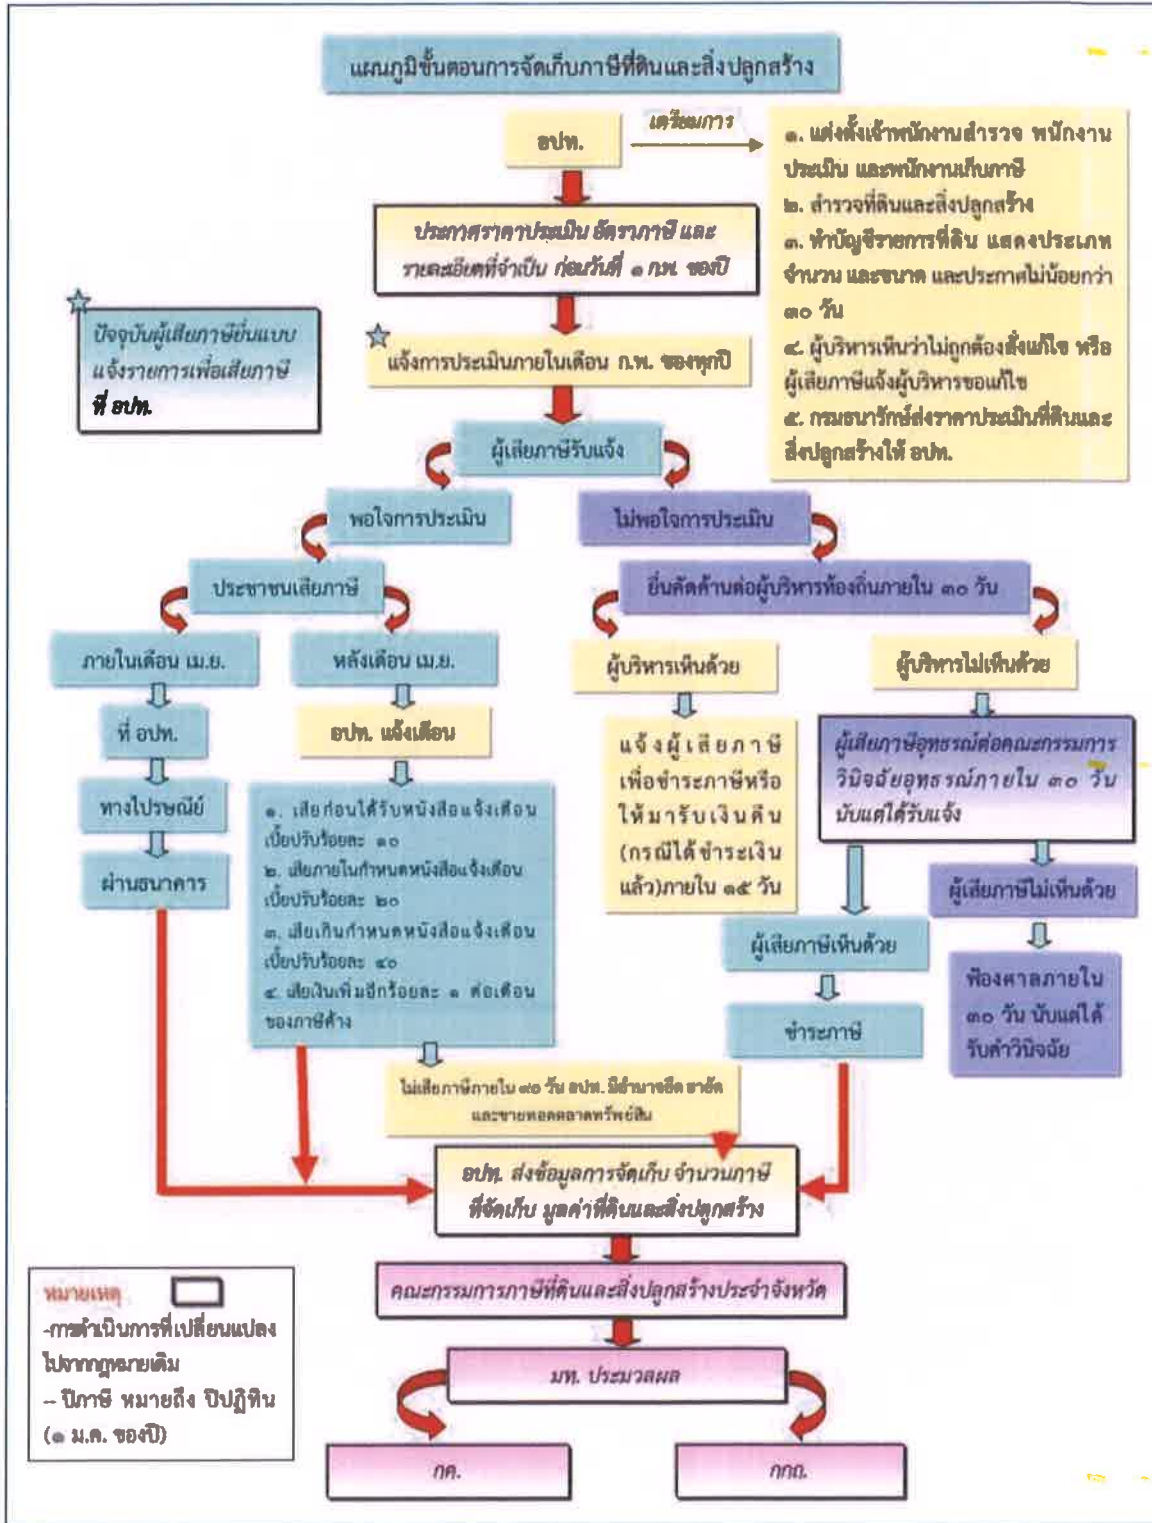 แผนภูมิขั้นตอนการจัดเก็บภาษีที่ดินและสิ่งปลูกสร้าง
อปท.
เตรียมการ
๑. แต่งตั้งเจ้าพนักงานสำรวจ พนักงาน
ประเมิน และพนักงานเก็บภาษี
๒. สำรวจที่ดินและสิ่งปลูกสร้าง
๓. ทำบัญชีรายการที่ดิน แสดงประเภท
จำนวน และขนาด และประกาศไม่น้อยกว่า
๓๐ วัน
๔. ผู้บริหารเห็นว่าไม่ถูกต้องสั่งแก้ไข หรือ
ผู้เสียภาษีแจ้งผู้บริหารขอแก้ไข
๕. กรมธนารักษ์ส่งราคาประเมินที่ดินและ
สิ่งปลูกสร้างให้ อปท.
ประกาศราคาประเมิน อัตราภาษี และ
รายละเอียดที่จำเป็น ก่อนวันที่ ๑ ก.พ. ของปี
ปัจจุบันผู้เสียภาษียื่นแบบ
แจ้งรายการเพื่อเสียภาษี
ที่ อปท.
แจ้งการประเมินภายในเดือน ก.พ. ของทุกปี
ผู้เสียภาษีรับแจ้ง
พอใจการประเมิน
ไม่พอใจการประเมิน
ประชาชนเสียภาษี
ยื่นคัดค้านต่อผู้บริหารท้องถิ่นภายใน ๓๐ วัน
ภายในเดือน เม.ย.
หลังเดือน เม.ย.
ผู้บริหารเห็นด้วย
ผู้บริหารไม่เห็นด้วย
ที่ อปท.
อปท. แจ้งเตือน
แจ้งผู้เสียภาษี
เพื่อชำระภาษีหรือ
ให้มารับเงินคืน
(กรณีได้ชำระเงิน
แล้ว)ภายใน ๑๕ วัน
ผู้เสียภาษีอุทธรณ์ต่อคณะกรรมการ
วินิจฉัยอุทธรณ์ภายใน ๓๐ วัน
นับแต่ได้รับแจ้ง
ทางไปรษณีย์
ผ่านธนาคาร
๑. เสียก่อนได้รับหนังสือแจ้งเตือน
เบี้ยปรับร้อยละ ๑๐
๒. เสียภายในกำหนดหนังสือแจ้งเตือน
เบี้ยปรับร้อยละ ๒๐
๓. เสียเกินกำหนดหนังสือแจ้งเตือน
เบี้ยปรับร้อยละ ๔๐
๔. เสียเงินเพิ่มอีกร้อยละ ๑ ต่อเดือน
ของภาษีค้าง
ผู้เสียภาษีไม่เห็นด้วย
ผู้เสียภาษีเห็นด้วย
ฟ้องศาลภายใน
๓๐ วัน นับแต่ได้
รับคำวินิจฉัย
ชำระภาษี
ไม่เสียภาษีภายใน ๙๐ วัน อปท. มีอำนาจยึด อายัด
และขายทอดตลาดทรัพย์สิน
อปท. ส่งข้อมูลการจัดเก็บ จำนวนภาษี
ที่จัดเก็บ มูลค่าที่ดินและสิ่งปลูกสร้าง
คณะกรรมการภาษีที่ดินและสิ่งปลูกสร้างประจำจังหวัด
มท. ประมวลผล
กค.
กกถ.
หมายเหตุ
-การดำเนินการที่เปลี่ยนแปลง
ไปจากกฎหมายเดิม
-- ปีภาษี หมายถึง ปีปฏิทิน
(๑ ม.ค. ของปี)